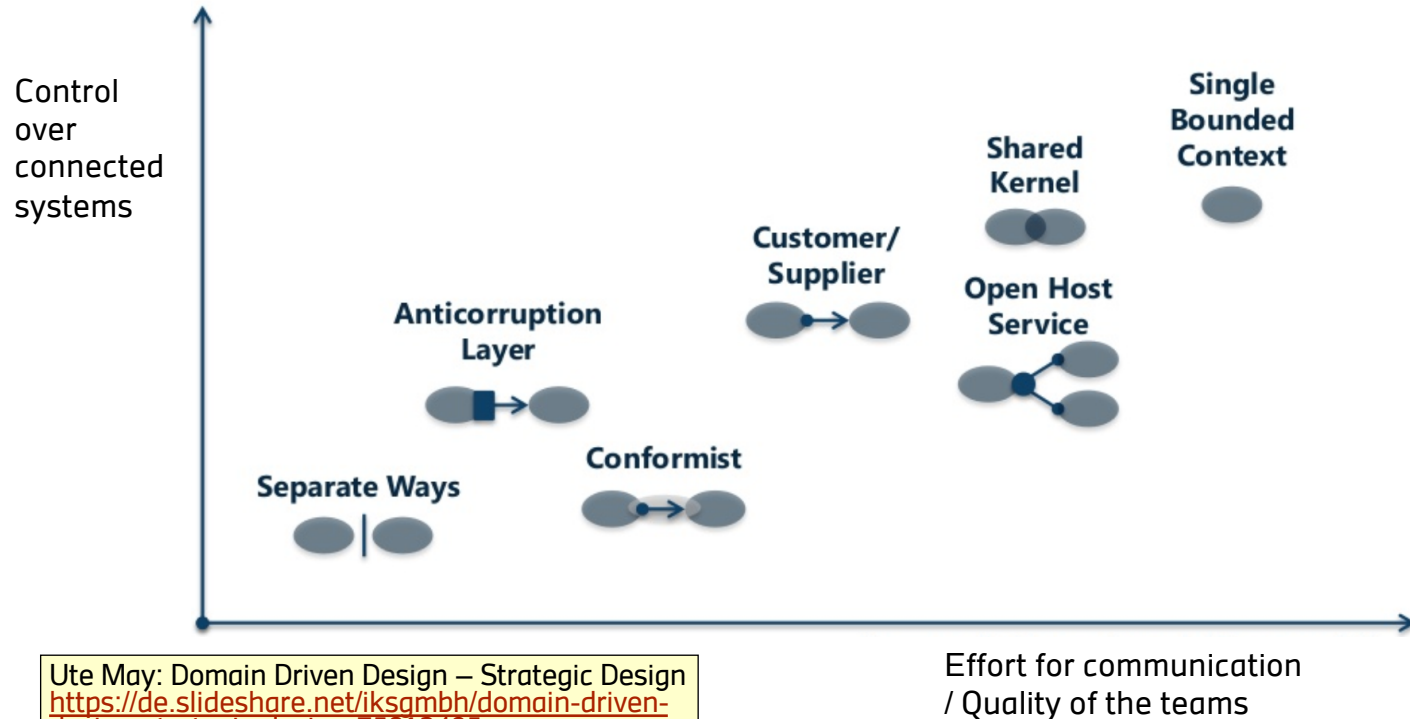 Control
over
connected
systems
Single
Bounded
Context
Shared
Kernel
Customer/
Supplier
Open Host
Service
Anticorruption
Layer
Conformist
Separate Ways
Ute May: Domain Driven Design – Strategic Design
https://de.slideshare.net/iksgmbh/domain-driven-
Effort for communication
/ Quality of the teams